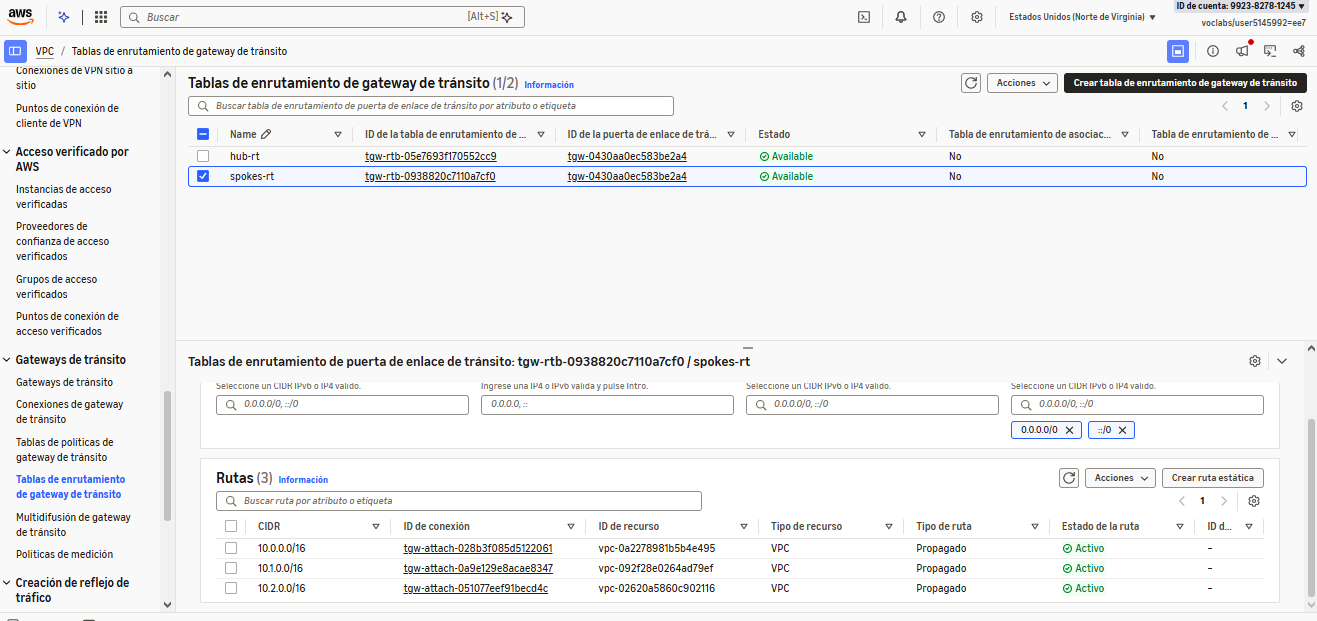 aws
Buscar
[Alt+S]
Estados Unidos (Norte de Virginia)
ID de cuenta: 9923-8278-1245
voclabs/user5145992=ee7
VPC / Tablas de enrutamiento de gateway de tránsito
Conexiones de VPN sitio a
sitio
Puntos de conexión de
cliente de VPN
Acceso verificado por
AWS
Instancias de acceso
verificadas
Proveedores de
confianza de acceso
verificados
Grupos de acceso
verificados
Puntos de conexión de
acceso verificados
Gateways de tránsito
Gateways de tránsito
Conexiones de gateway
de tránsito
Tablas de políticas de
gateway de tránsito
Tablas de enrutamiento
de gateway de tránsito
Multidifusión de gateway
de tránsito
Políticas de medición
Creación de reflejo de
tráfico
Tablas de enrutamiento de gateway de tránsito (1/2) Información
Acciones
Crear tabla de enrutamiento de gateway de tránsito
Buscar tabla de enrutamiento de puerta de enlace de tránsito por atributo o etiqueta
1
Name ID de la tabla de enrutamiento de ... ID de la puerta de enlace de trá... Estado Tabla de enrutamiento de asociac... Tabla de enrutamiento de ...
hub-rt tgw-rtb-05e7693f170552cc9 tgw-0430aa0ec583be2a4 Available No No
spokes-rt tgw-rtb-0938820c7110a7cf0 tgw-0430aa0ec583be2a4 Available No No
Tablas de enrutamiento de puerta de enlace de tránsito: tgw-rtb-0938820c7110a7cf0 / spokes-rt
Seleccione un CIDR IPv6 o IP4 válido. Ingrese una IP4 o IPv6 válida y pulse Intro. Seleccione un CIDR IPv6 o IP4 válido. Seleccione un CIDR IPv6 o IP4 válido.
0.0.0.0/0, ::/0 0.0.0.0, :: 0.0.0.0/0, ::/0 0.0.0.0/0, ::/0
0.0.0.0/0 ::/0
Rutas (3) Información
Acciones
Crear ruta estática
Buscar ruta por atributo o etiqueta
1
CIDR ID de conexión ID de recurso Tipo de recurso Tipo de ruta Estado de la ruta ID d...
10.0.0.0/16 tgw-attach-028b3f085d5122061 vpc-0a2278981b5b4e495 VPC Propagado Activo –
10.1.0.0/16 tgw-attach-0a9e129e8acae8347 vpc-092f28e0264ad79ef VPC Propagado Activo –
10.2.0.0/16 tgw-attach-051077eef91becd4c vpc-02620a5860c902116 VPC Propagado Activo –